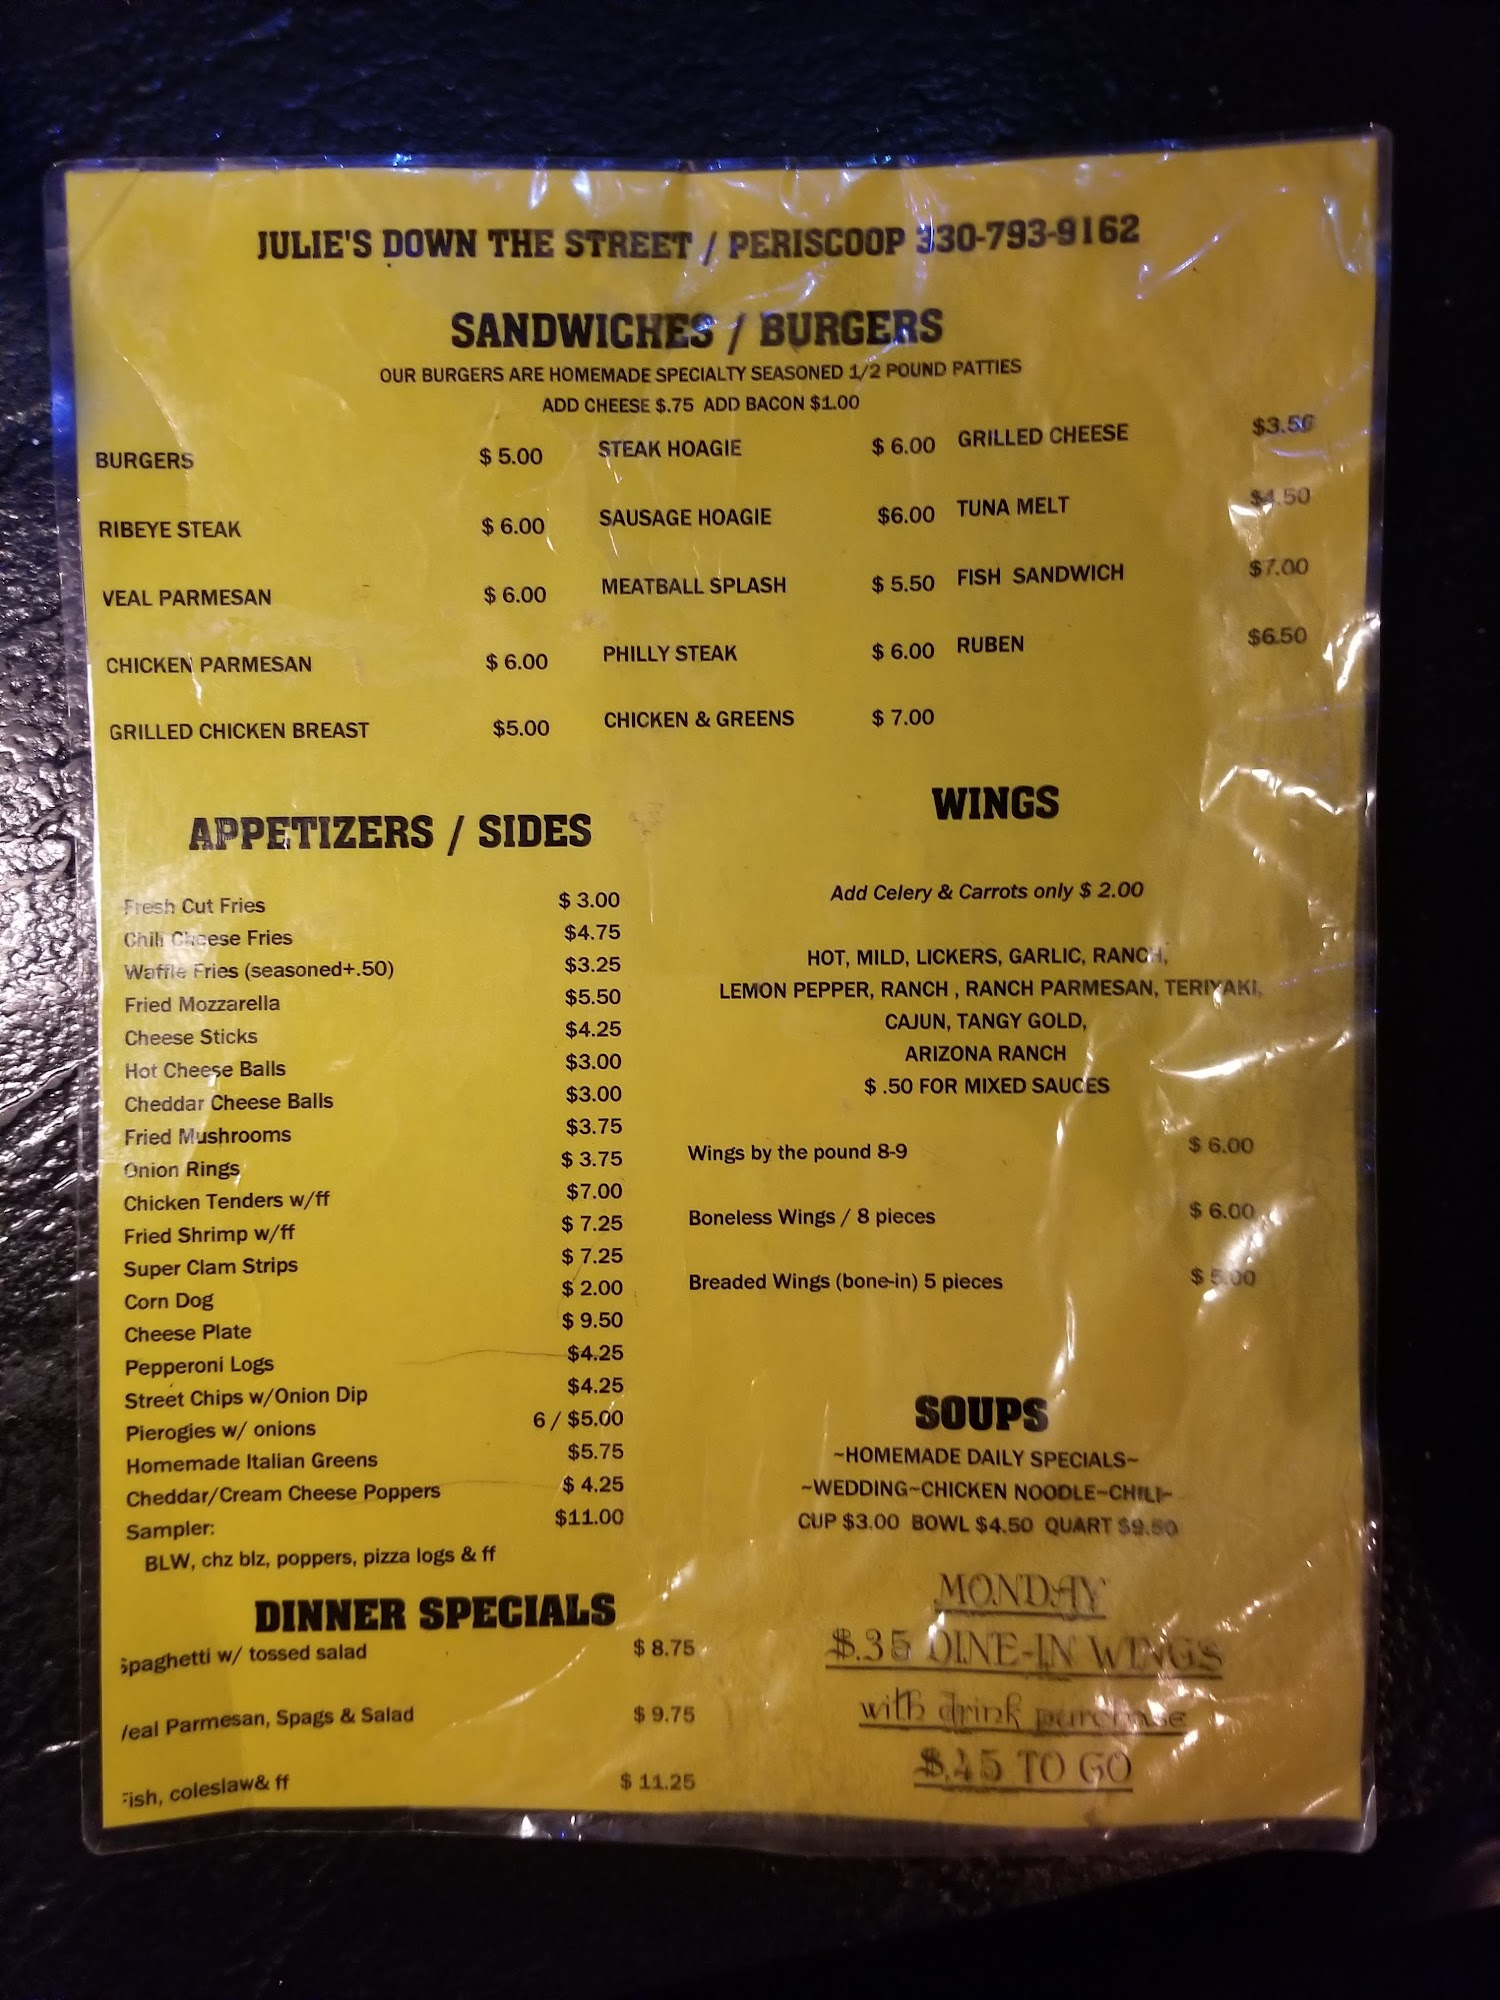 JULIE'S DOWN THE STREET / PERISCOOP 330-793-9162
SANDWICHES / BURGERS
OUR BURGERS ARE HOMEMADE SPECIALTY SEASONED 1/2 POUND PATTIES
ADD CHEESE $.75 ADD BACON $1.00
BURGERS $ 5.00 STEAK HOAGIE $ 6.00 GRILLED CHEESE $3.50
RIBEYE STEAK $ 6.00 SAUSAGE HOAGIE $6.00 TUNA MELT $4.50
VEAL PARMESAN $ 6.00 MEATBALL SPLASH $ 5.50 FISH SANDWICH $7.00
CHICKEN PARMESAN $ 6.00 PHILLY STEAK $ 6.00 RUBEN $6.50
GRILLED CHICKEN BREAST $5.00 CHICKEN & GREENS $ 7.00
APPETIZERS / SIDES
Fresh Cut Fries $ 3.00
Chili Cheese Fries $4.75
Waffle Fries (seasoned+.50) $3.25
Fried Mozzarella $5.50
Cheese Sticks $4.25
Hot Cheese Balls $3.00
Cheddar Cheese Balls $3.00
Fried Mushrooms $3.75
Onion Rings $ 3.75
Chicken Tenders w/ff $7.00
Fried Shrimp w/ff $ 7.25
Super Clam Strips $ 7.25
Corn Dog $ 2.00
Cheese Plate $ 9.50
Pepperoni Logs $4.25
Street Chips w/Onion Dip $4.25
Pierogies w/ onions 6 / $5.00
Homemade Italian Greens $5.75
Cheddar/Cream Cheese Poppers $ 4.25
Sampler: $11.00
BLW, chz blz, poppers, pizza logs & ff
DINNER SPECIALS
Spaghetti w/ tossed salad $ 8.75
Veal Parmesan, Spags & Salad $ 9.75
Fish, coleslaw& ff $ 11.25
WINGS
Add Celery & Carrots only $ 2.00
HOT, MILD, LICKERS, GARLIC, RANCH,
LEMON PEPPER, RANCH , RANCH PARMESAN, TERIYAKI,
CAJUN, TANGY GOLD,
ARIZONA RANCH
$ .50 FOR MIXED SAUCES
Wings by the pound 8-9 $ 6.00
Boneless Wings / 8 pieces $ 6.00
Breaded Wings (bone-in) 5 pieces $ 5.00
SOUPS
~HOMEMADE DAILY SPECIALS~
~WEDDING~CHICKEN NOODLE~CHILI~
CUP $3.00 BOWL $4.50 QUART $9.50
MONDAY
$.35 DINE-IN WINGS
with drink purchase
$.45 TO GO